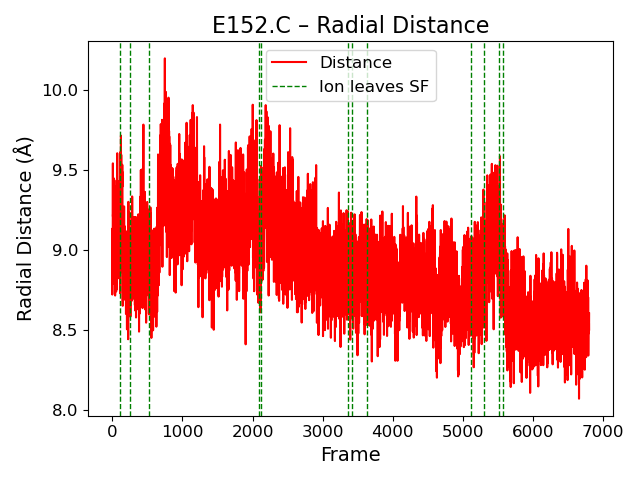 E152.C – Radial Distance
Distance
Ion leaves SF
Radial Distance (Å)
10.0
9.5
9.0
8.5
8.0
0 1000 2000 3000 4000 5000 6000 7000
Frame